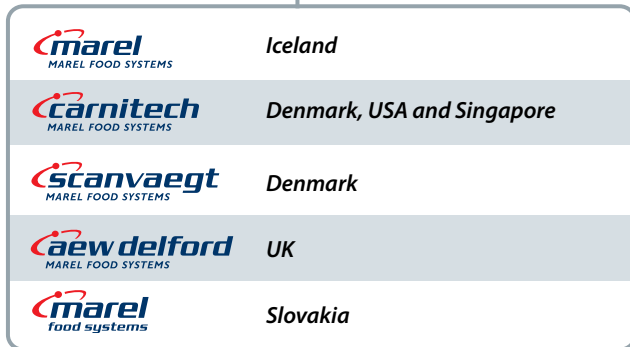 marel
MAREL FOOD SYSTEMS
Iceland
carnitech
MAREL FOOD SYSTEMS
Denmark, USA and Singapore
scanvaegt
MAREL FOOD SYSTEMS
Denmark
aew delford
MAREL FOOD SYSTEMS
UK
marel
food systems
Slovakia